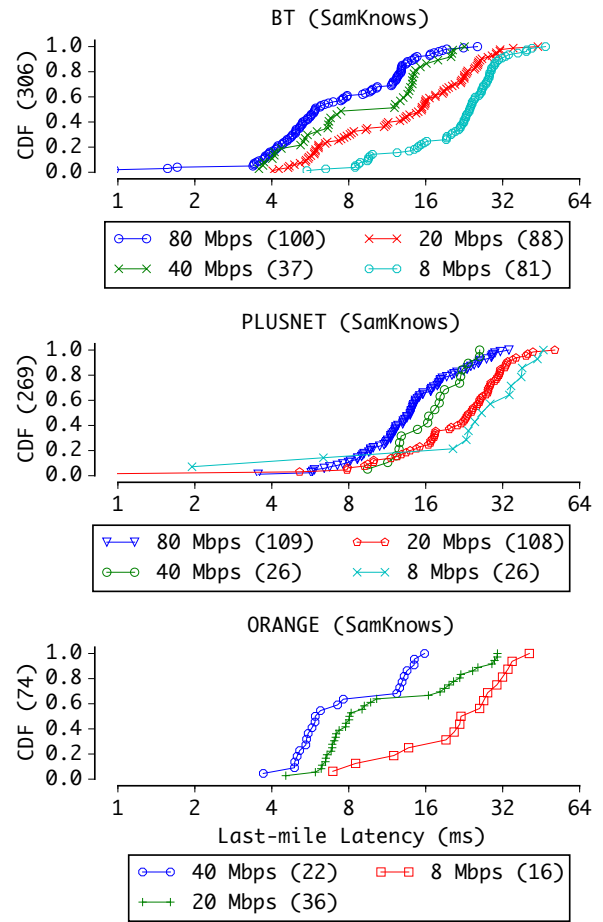 BT (SamKnows)
CDF (306)
1.0
0.8
0.6
0.4
0.2
0.0
1 2 4 8 16 32 64
80 Mbps (100) 20 Mbps (88)
40 Mbps (37) 8 Mbps (81)
PLUSNET (SamKnows)
CDF (269)
1.0
0.8
0.6
0.4
0.2
0.0
1 2 4 8 16 32 64
80 Mbps (109) 20 Mbps (108)
40 Mbps (26) 8 Mbps (26)
ORANGE (SamKnows)
CDF (74)
1.0
0.8
0.6
0.4
0.2
0.0
1 2 4 8 16 32 64
Last-mile Latency (ms)
40 Mbps (22) 8 Mbps (16)
20 Mbps (36)